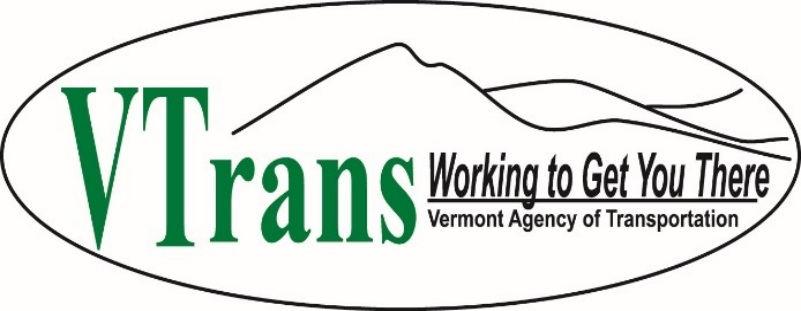 VTrans
Working to Get You There
Vermont Agency of Transportation